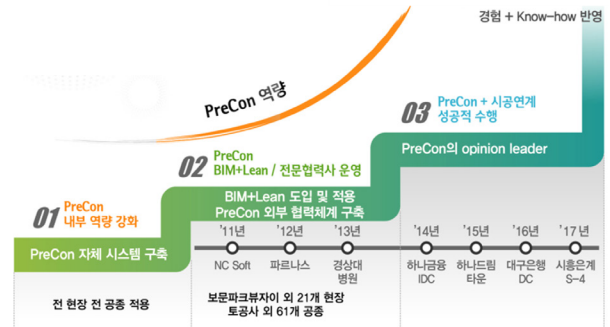 경험 + Know-how 반영
PreCon 역량
03
PreCon + 시공연계
성공적 수행
PreCon의 opinion leader
02
PreCon
BIM+Lean / 전문협력사 운영
BIM+Lean 도입 및 적용
PreCon 외부 협력체계 구축
01
PreCon
내부 역량 강화
PreCon 자체 시스템 구축
'11년 '12년 '13년 '14년 '15년 '16년 '17년
NC Soft 파르나스 경상대 하나금융 하나드림 대구은행 시흥은계
병원 IDC 타운 DC S-4
전 현장 전 공종 적용
보문파크뷰자이 외 21개 현장
토공사 외 61개 공종